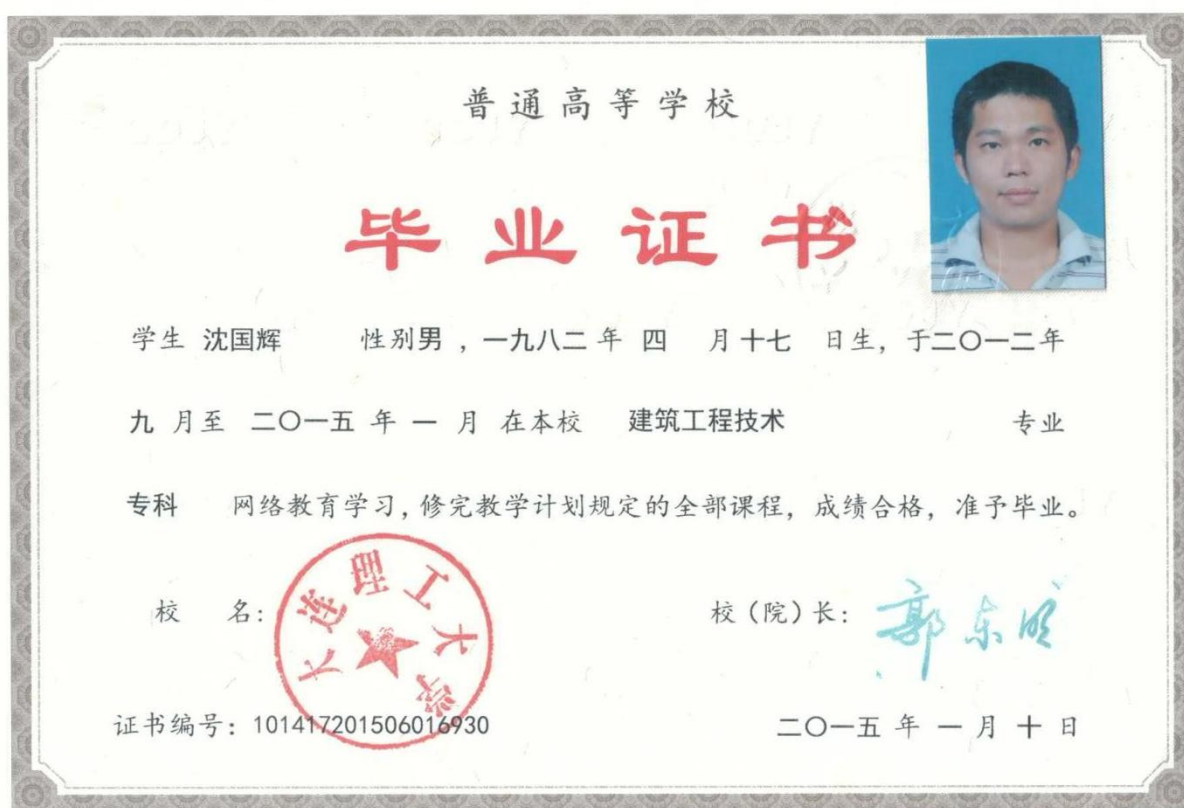 普通高等学校
毕业证书
学生 沈国辉 性别男,一九八二年 四 月十七 日生,于二〇一二年
九 月至 二〇一五 年 一 月 在本校 建筑工程技术 专业
专科 网络教育学习,修完教学计划规定的全部课程,成绩合格,准予毕业。
校 名: 大连理工大学
校(院)长: 郭东明
证书编号:101417201506016930
二〇一五 年 一 月 十 日